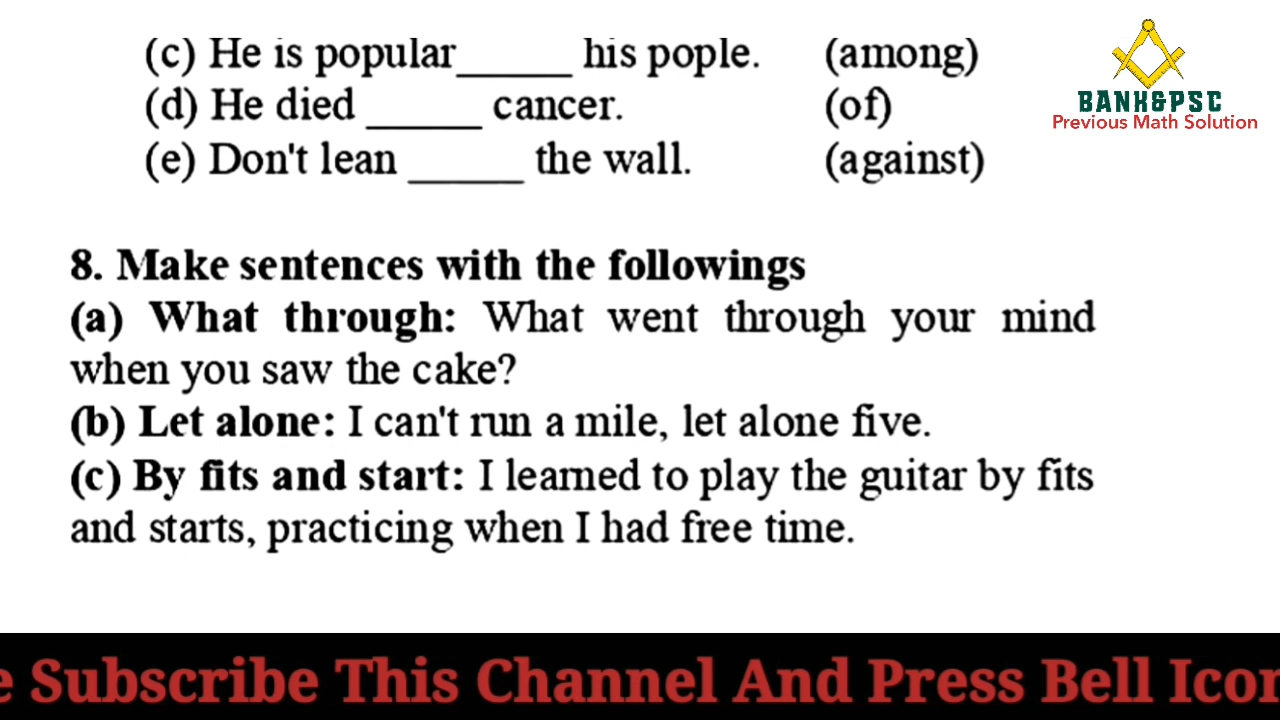 (c) He is popular_____ his pople. (among)
(d) He died _____ cancer. (of)
(e) Don't lean _____ the wall. (against)
BANK&PSC
Previous Math Solution
8. Make sentences with the followings
(a) What through: What went through your mind
when you saw the cake?
(b) Let alone: I can't run a mile, let alone five.
(c) By fits and start: I learned to play the guitar by fits
and starts, practicing when I had free time.
e Subscribe This Channel And Press Bell Icon